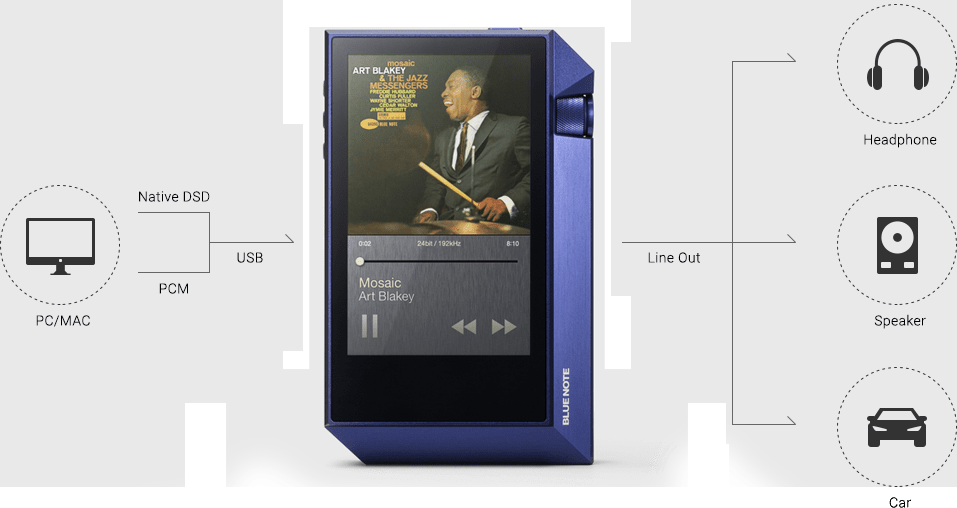 Native DSD
USB
PCM
PC/MAC
mosaic
ART BLAKEY
& THE JAZZ
MESSENGERS
FREDDIE HUBBARD
CURTIS FULLER
WAYNE SHORTER
CEDAR WALTON
JYMIE MERRITT
BLUE NOTE
0:02 24bit / 192kHz 8:10
Mosaic
Art Blakey
BLUE NOTE
Line Out
Headphone
Speaker
Car